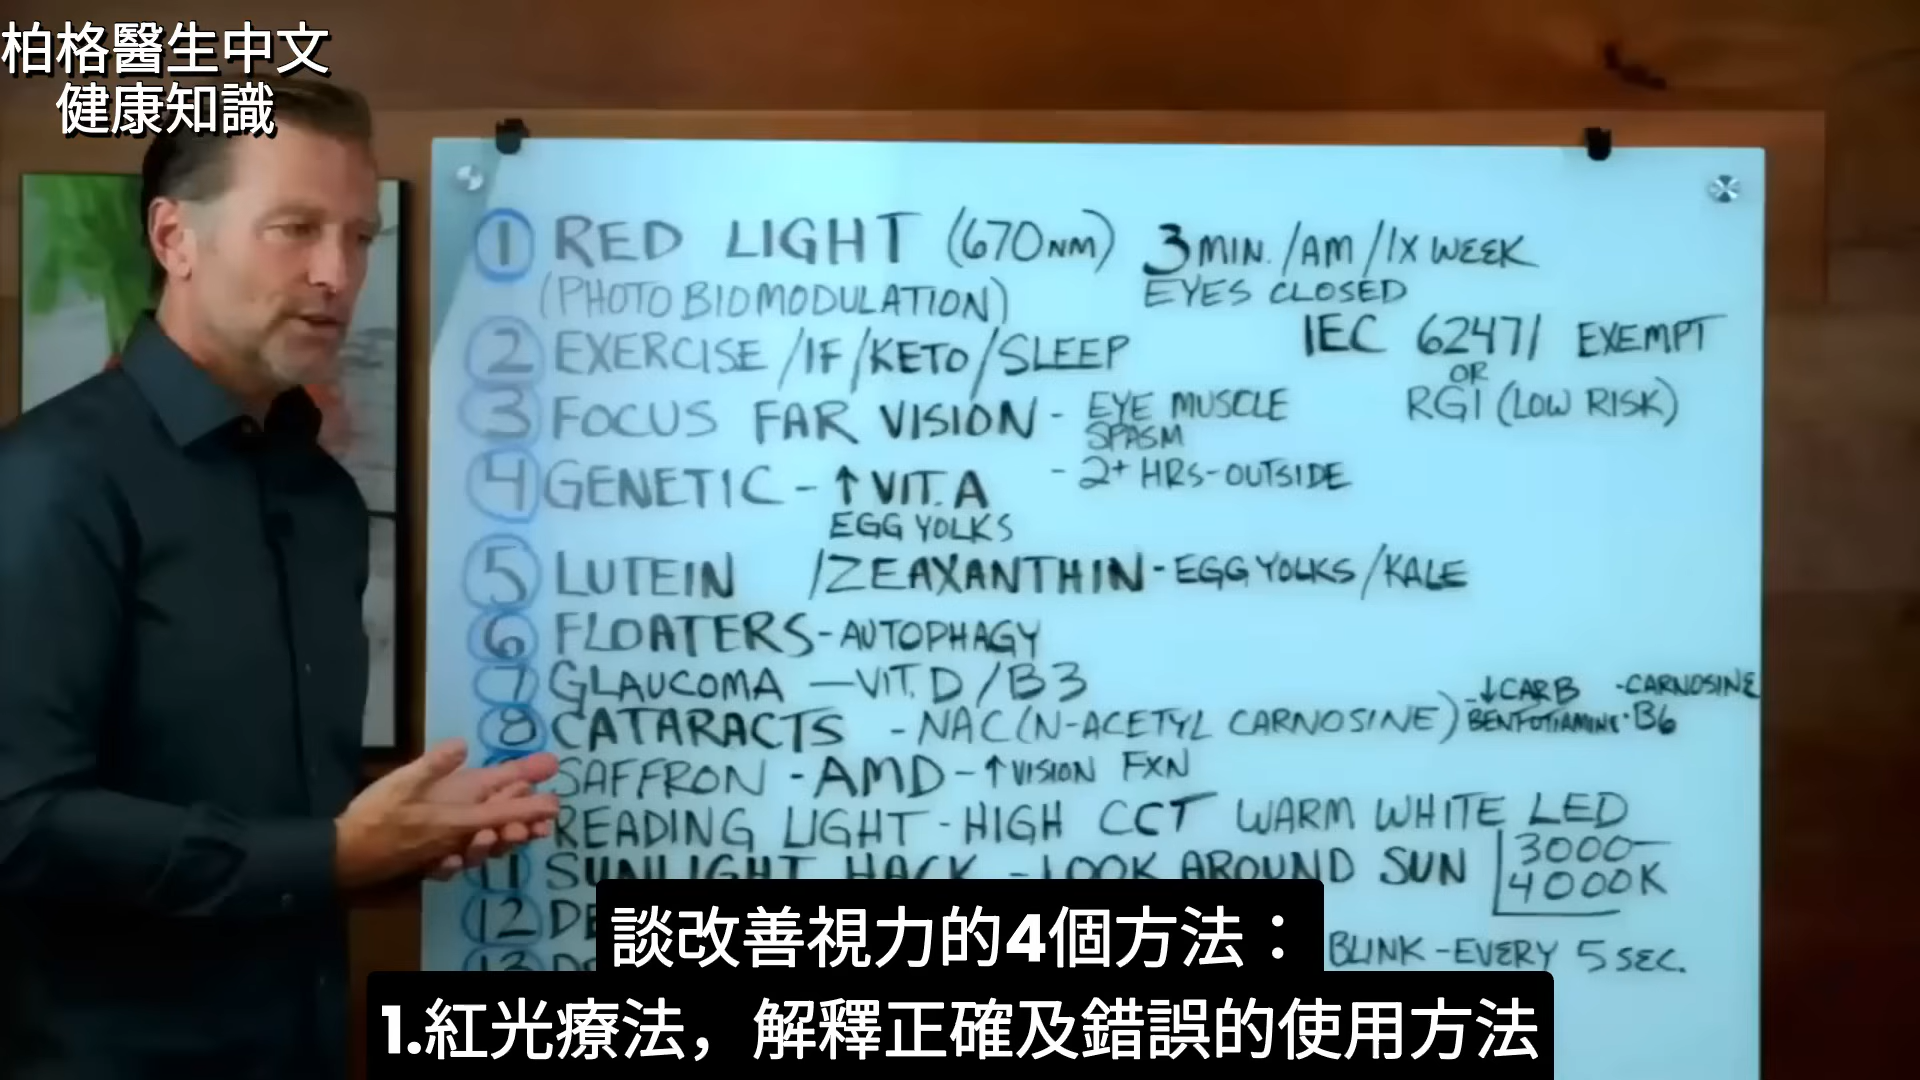 柏格醫生中文
健康知識
1 RED LIGHT (670NM) 3 MIN. /AM /1X WEEK
(PHOTOBIOMODULATION) EYES CLOSED
2 EXERCISE /IF /KETO /SLEEP IEC 62471 EXEMPT
OR
3 FOCUS FAR VISION - EYE MUSCLE RG1 (LOW RISK)
SPASM
4 GENETIC - ↑ VIT. A - 2+ HRS-OUTSIDE
EGG YOLKS
5 LUTEIN /ZEAXANTHIN - EGG YOLKS /KALE
6 FLOATERS - AUTOPHAGY
7 GLAUCOMA — VIT. D /B3 - ↓CARB - CARNOSINE
8 CATARACTS - NAC (N-ACETYL CARNOSINE) BENFOTIAMINE - B6
SAFFRON - AMD - ↑ VISION FXN
READING LIGHT - HIGH CCT WARM WHITE LED
3000-
11 SUNLIGHT HACK - LOOK AROUND SUN 4000K
12 BLINK - EVERY 5 SEC.
13
談改善視力的4個方法：
1.紅光療法，解釋正確及錯誤的使用方法